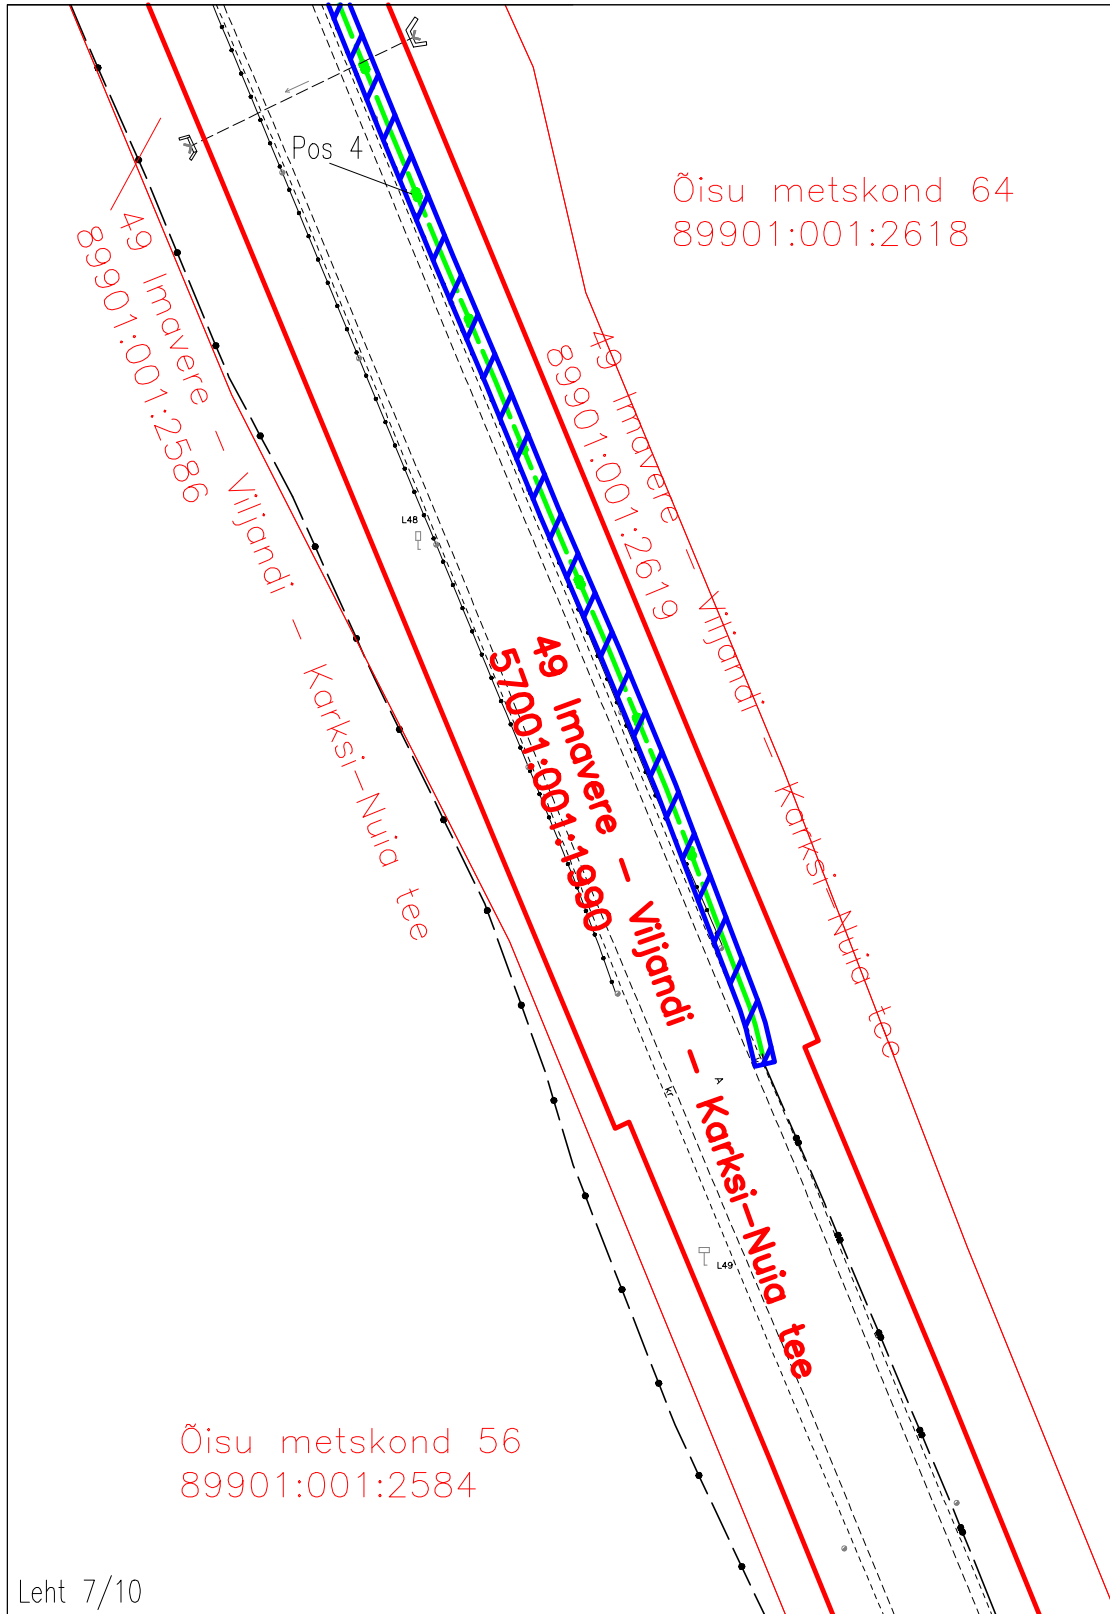 Pos 4
Õisu metskond 64
89901:001:2618
49 Imavere - Viljandi - Karksi-Nuia tee
89901:001:2586
49 Imavere - Viljandi - Karksi-Nuia tee
89901:001:2619
L48
49 Imavere - Viljandi - Karksi-Nuia tee
57001:001:1990
A
kr
L49
Õisu metskond 56
89901:001:2584
Leht 7/10